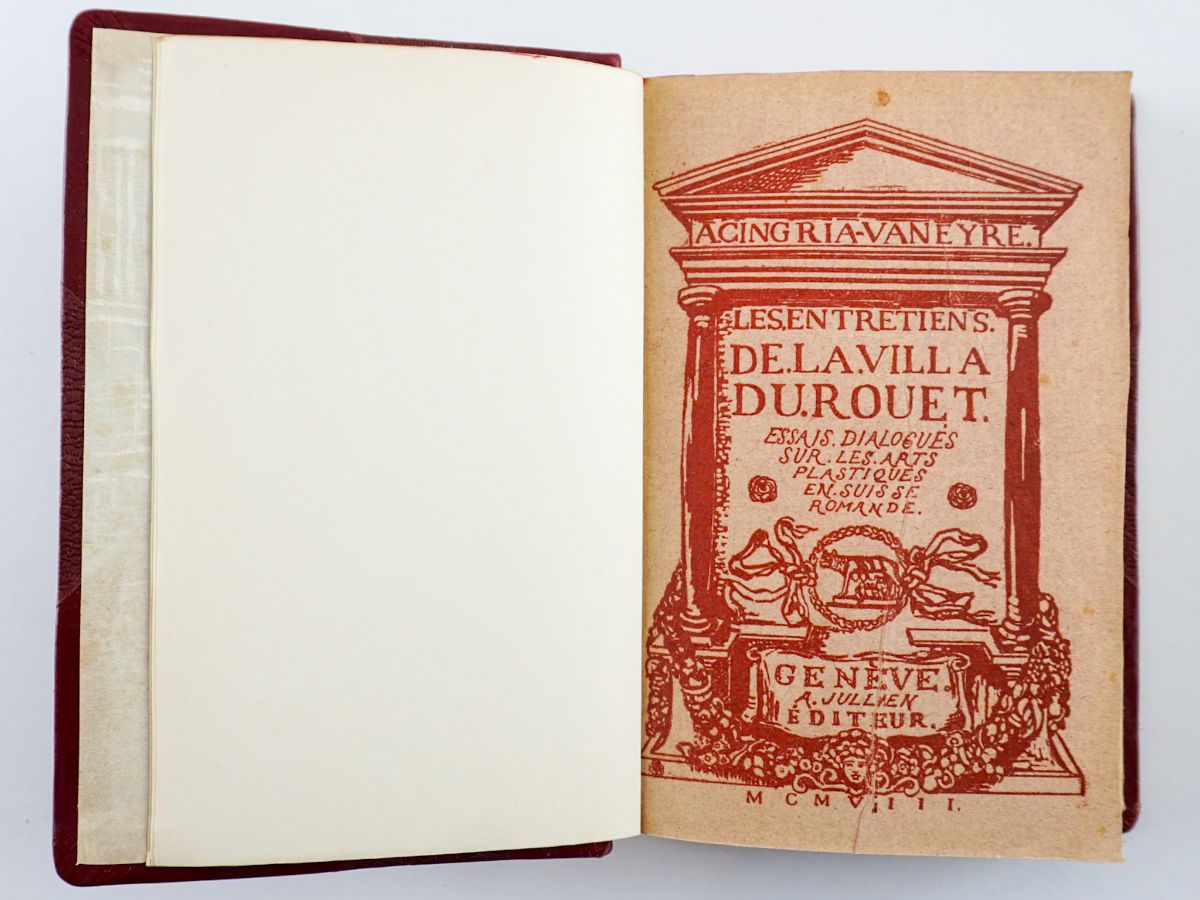 A CINGRIA-VANEYRE.
LES.ENTRETIENS.
DE.LA.VILLA
DU.ROUET.
ESSAIS. DIALOGUÉS
SUR. LES. ARTS
PLASTIQUES
EN. SUISSE
ROMANDE.
GENÈVE.
A. JULLIEN
ÉDITEUR.
MCMVIII.